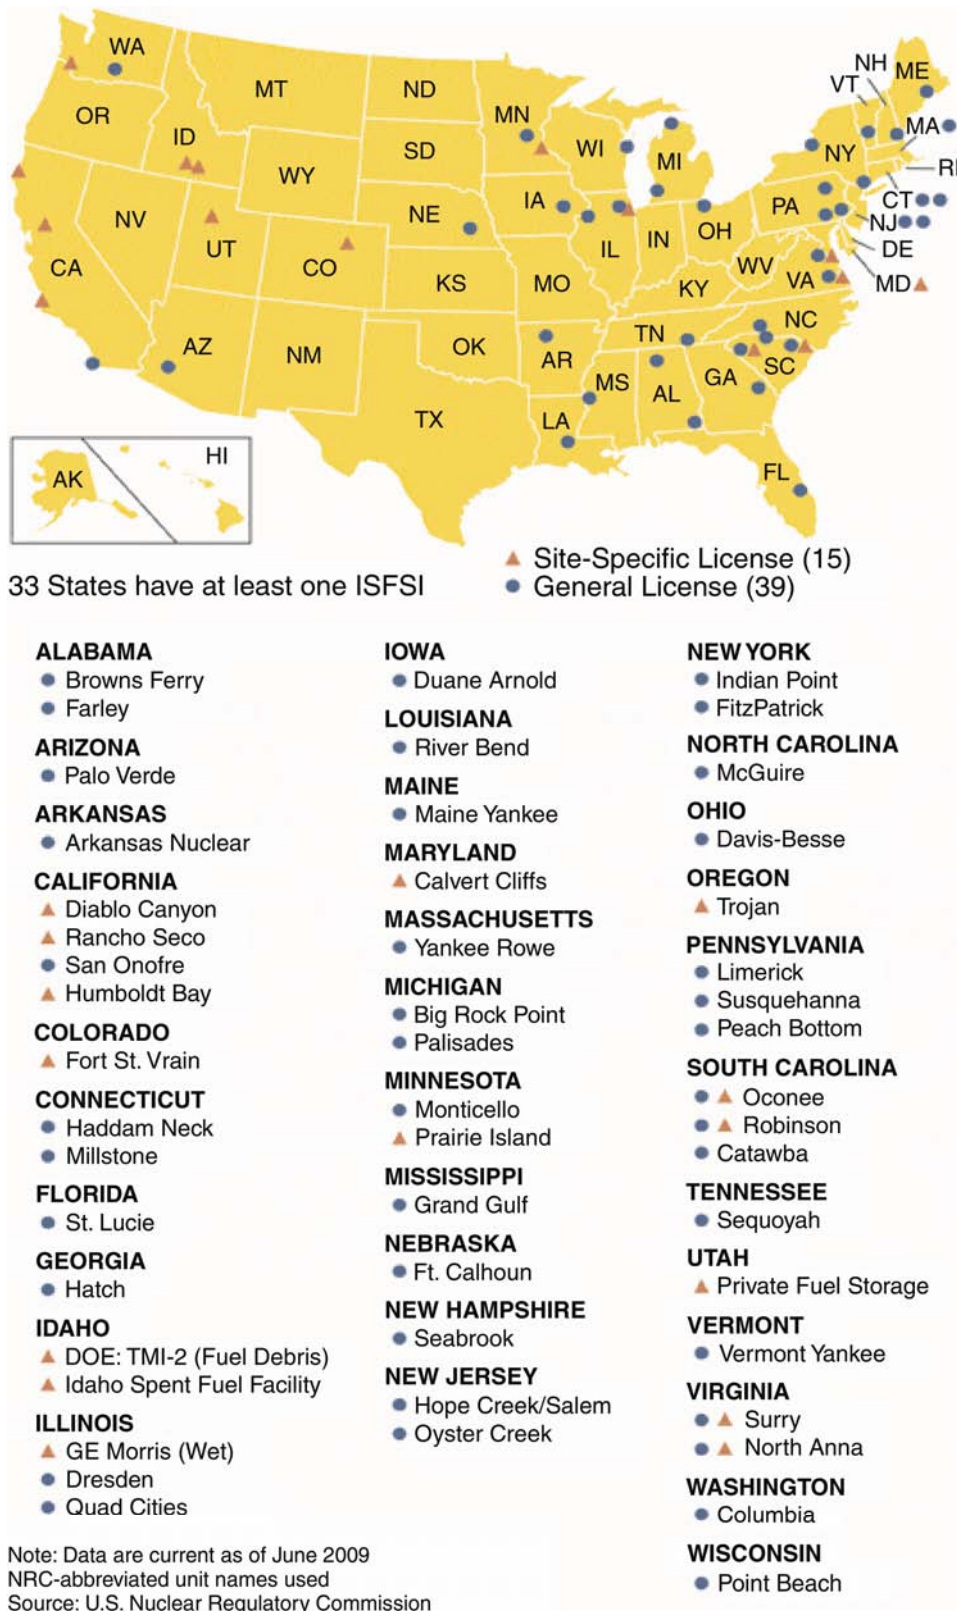 WA
MT
ND
MN
VT
NH
ME
OR
ID
SD
WI
MI
NY
MA
RI
WY
IA
PA
CT
NV
NE
IL
IN
OH
NJ
UT
CO
DE
CA
KS
MO
WV
VA
MD
KY
AZ
NM
OK
TN
NC
AR
SC
MS
AL
GA
TX
LA
FL
AK
HI
Site-Specific License (15)
General License (39)
33 States have at least one ISFSI
ALABAMA
Browns Ferry
Farley
ARIZONA
Palo Verde
ARKANSAS
Arkansas Nuclear
CALIFORNIA
Diablo Canyon
Rancho Seco
San Onofre
Humboldt Bay
COLORADO
Fort St. Vrain
CONNECTICUT
Haddam Neck
Millstone
FLORIDA
St. Lucie
GEORGIA
Hatch
IDAHO
DOE: TMI-2 (Fuel Debris)
Idaho Spent Fuel Facility
ILLINOIS
GE Morris (Wet)
Dresden
Quad Cities
IOWA
Duane Arnold
LOUISIANA
River Bend
MAINE
Maine Yankee
MARYLAND
Calvert Cliffs
MASSACHUSETTS
Yankee Rowe
MICHIGAN
Big Rock Point
Palisades
MINNESOTA
Monticello
Prairie Island
MISSISSIPPI
Grand Gulf
NEBRASKA
Ft. Calhoun
NEW HAMPSHIRE
Seabrook
NEW JERSEY
Hope Creek/Salem
Oyster Creek
NEW YORK
Indian Point
FitzPatrick
NORTH CAROLINA
McGuire
OHIO
Davis-Besse
OREGON
Trojan
PENNSYLVANIA
Limerick
Susquehanna
Peach Bottom
SOUTH CAROLINA
Oconee
Robinson
Catawba
TENNESSEE
Sequoyah
UTAH
Private Fuel Storage
VERMONT
Vermont Yankee
VIRGINIA
Surry
North Anna
WASHINGTON
Columbia
WISCONSIN
Point Beach
Note: Data are current as of June 2009
NRC-abbreviated unit names used
Source: U.S. Nuclear Regulatory Commission